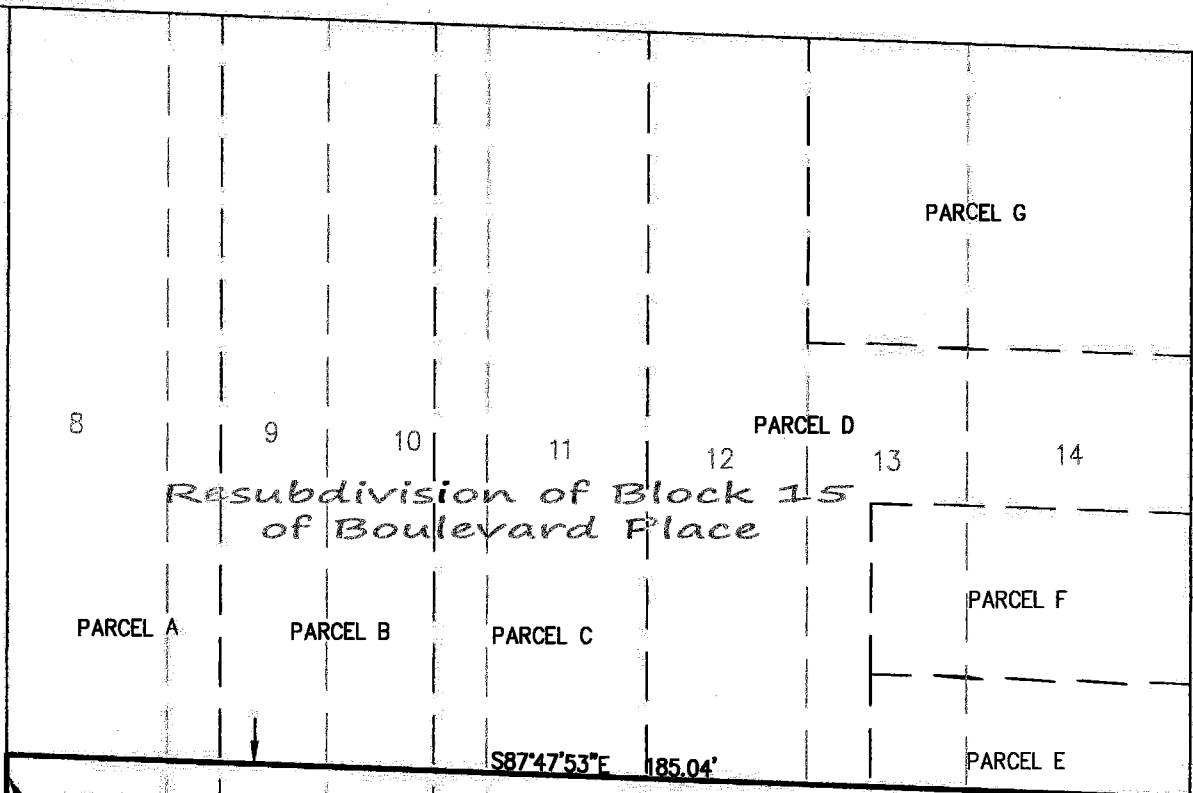 PARCEL G
8
9
10
11
12
PARCEL D
13
14
Resubdivision of Block 15
of Boulevard Place
PARCEL A
PARCEL B
PARCEL C
PARCEL F
S87°47'53"E 185.04'
PARCEL E